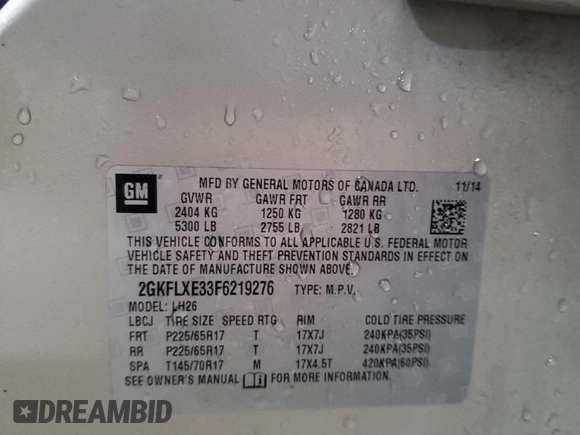 GM
MFD BY GENERAL MOTORS OF CANADA LTD. 11/14
GVWR GAWR FRT GAWR RR
2404 KG 1250 KG 1280 KG
5300 LB 2755 LB 2821 LB
THIS VEHICLE CONFORMS TO ALL APPLICABLE U.S. FEDERAL MOTOR
VEHICLE SAFETY AND THEFT PREVENTION STANDARDS IN EFFECT ON
THE DATE OF MANUFACTURE SHOWN ABOVE.
2GKFLXE33F6219276 TYPE: M.P.V.
MODEL: LH26
LBCJ TIRE SIZE SPEED RTG RIM COLD TIRE PRESSURE
FRT P225/65R17 T 17X7J 240KPA(35PSI)
RR P225/65R17 T 17X7J 240KPA(35PSI)
SPA T145/70R17 M 17X4.5T 420KPA(60PSI)
SEE OWNER'S MANUAL FOR MORE INFORMATION.
DREAMBID